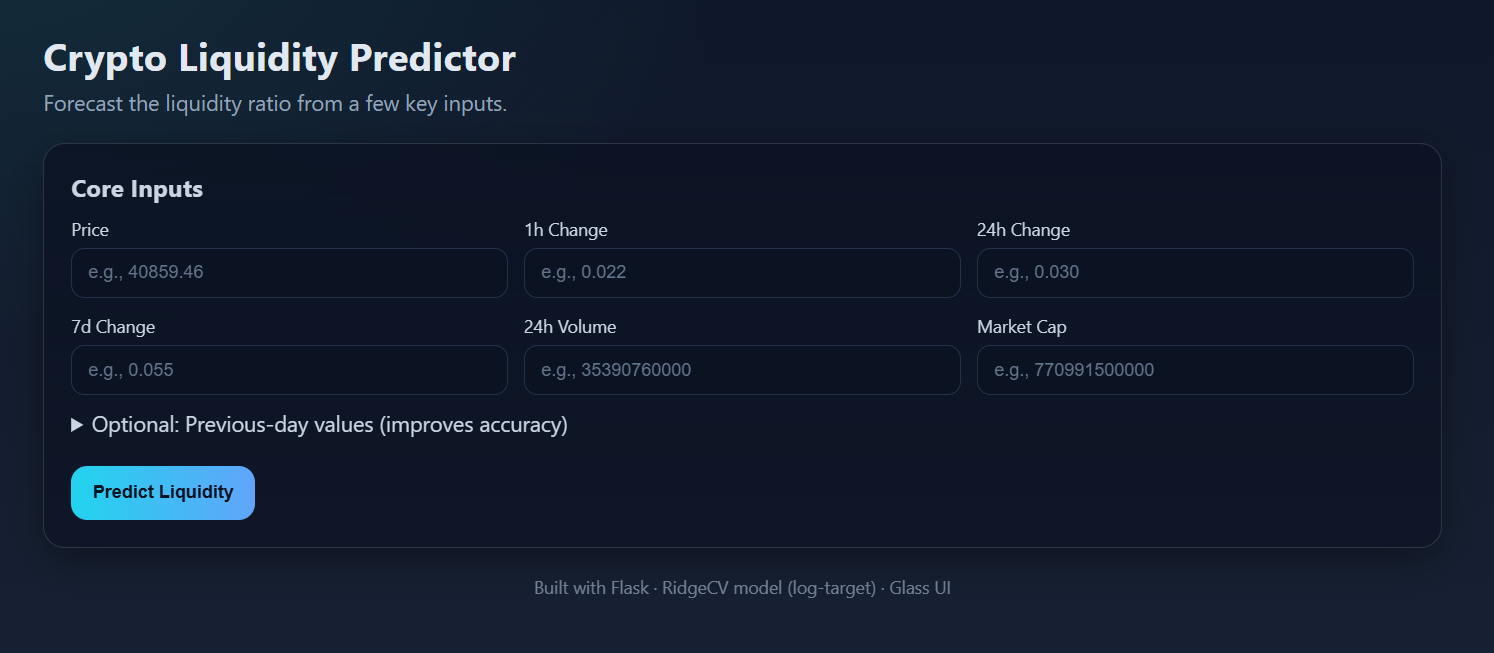 Crypto Liquidity Predictor
Forecast the liquidity ratio from a few key inputs.
Core Inputs
Price 1h Change 24h Change
e.g., 40859.46 e.g., 0.022 e.g., 0.030
7d Change 24h Volume Market Cap
e.g., 0.055 e.g., 35390760000 e.g., 770991500000
▶ Optional: Previous-day values (improves accuracy)
Predict Liquidity
Built with Flask · RidgeCV model (log-target) · Glass UI